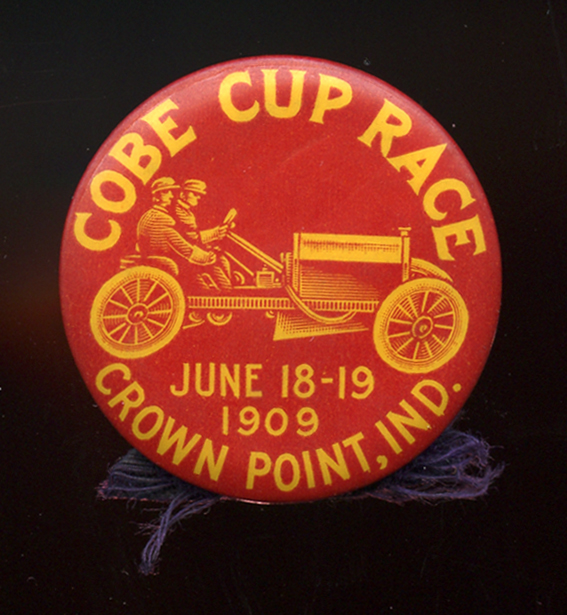 COBE CUP RACE
JUNE 18-19
1909
CROWN POINT, IND.